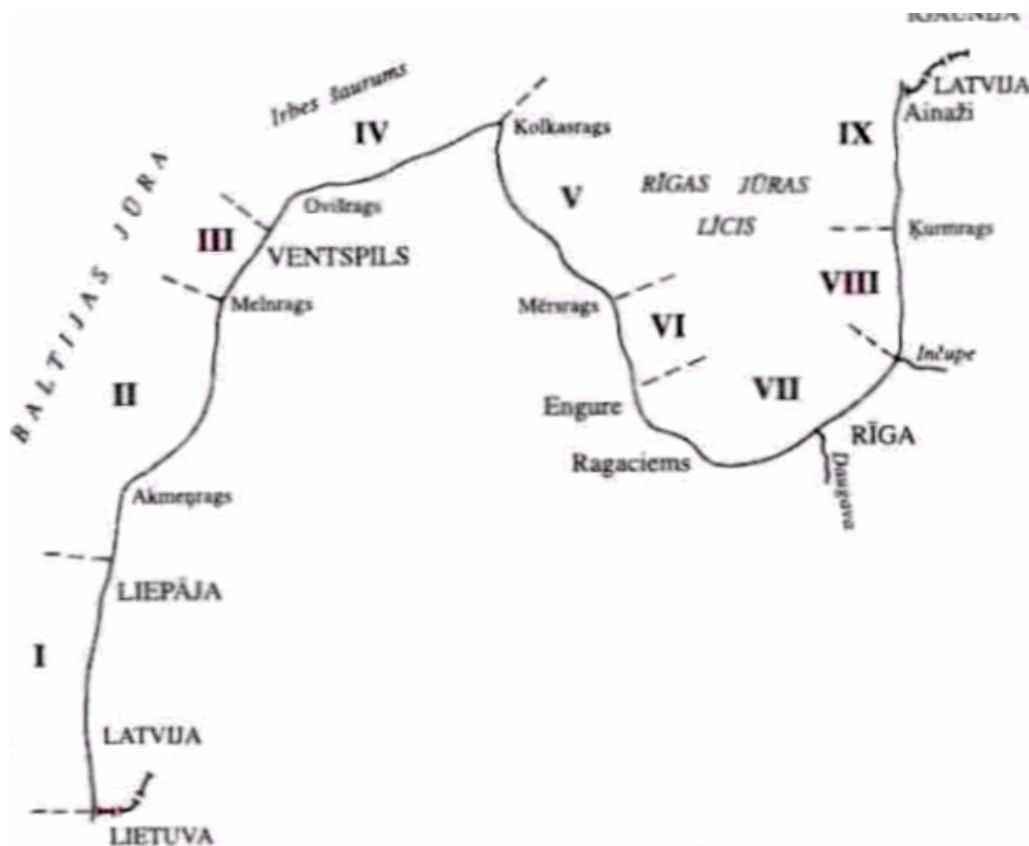 LATVIJA
Ainaži
Irbes šaurums
IV
Kolkasrags
IX
BALTIJAS JŪRA
V
RĪGAS JŪRAS
LĪCIS
Ovišrags
III
VENTSPILS
Ķurmrags
Melnrags
Mērsrags
VIII
VI
Inčupe
II
VII
Engure
RĪGA
Ragaciems
Daugava
Akmeņrags
LIEPĀJA
I
LATVIJA
LIETUVA